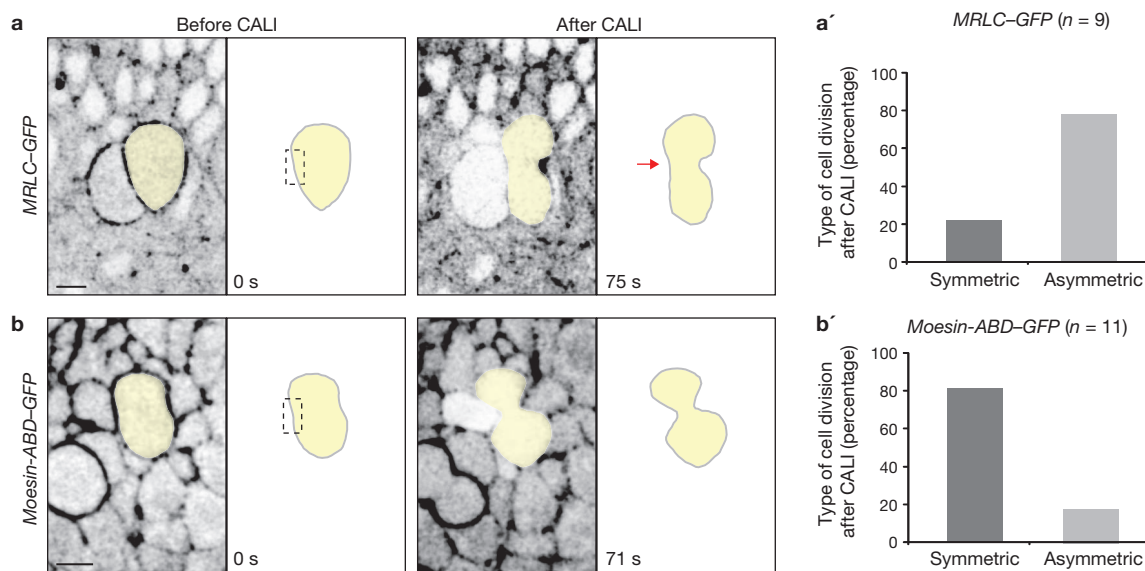 Before CALI
After CALI
a
MRLC–GFP
0 s
75 s
a′
MRLC–GFP (n = 9)
Type of cell division
after CALI (percentage)
100
80
60
40
20
0
Symmetric
Asymmetric
b
Moesin-ABD–GFP
0 s
71 s
b′
Moesin-ABD–GFP (n = 11)
Type of cell division
after CALI (percentage)
100
80
60
40
20
0
Symmetric
Asymmetric